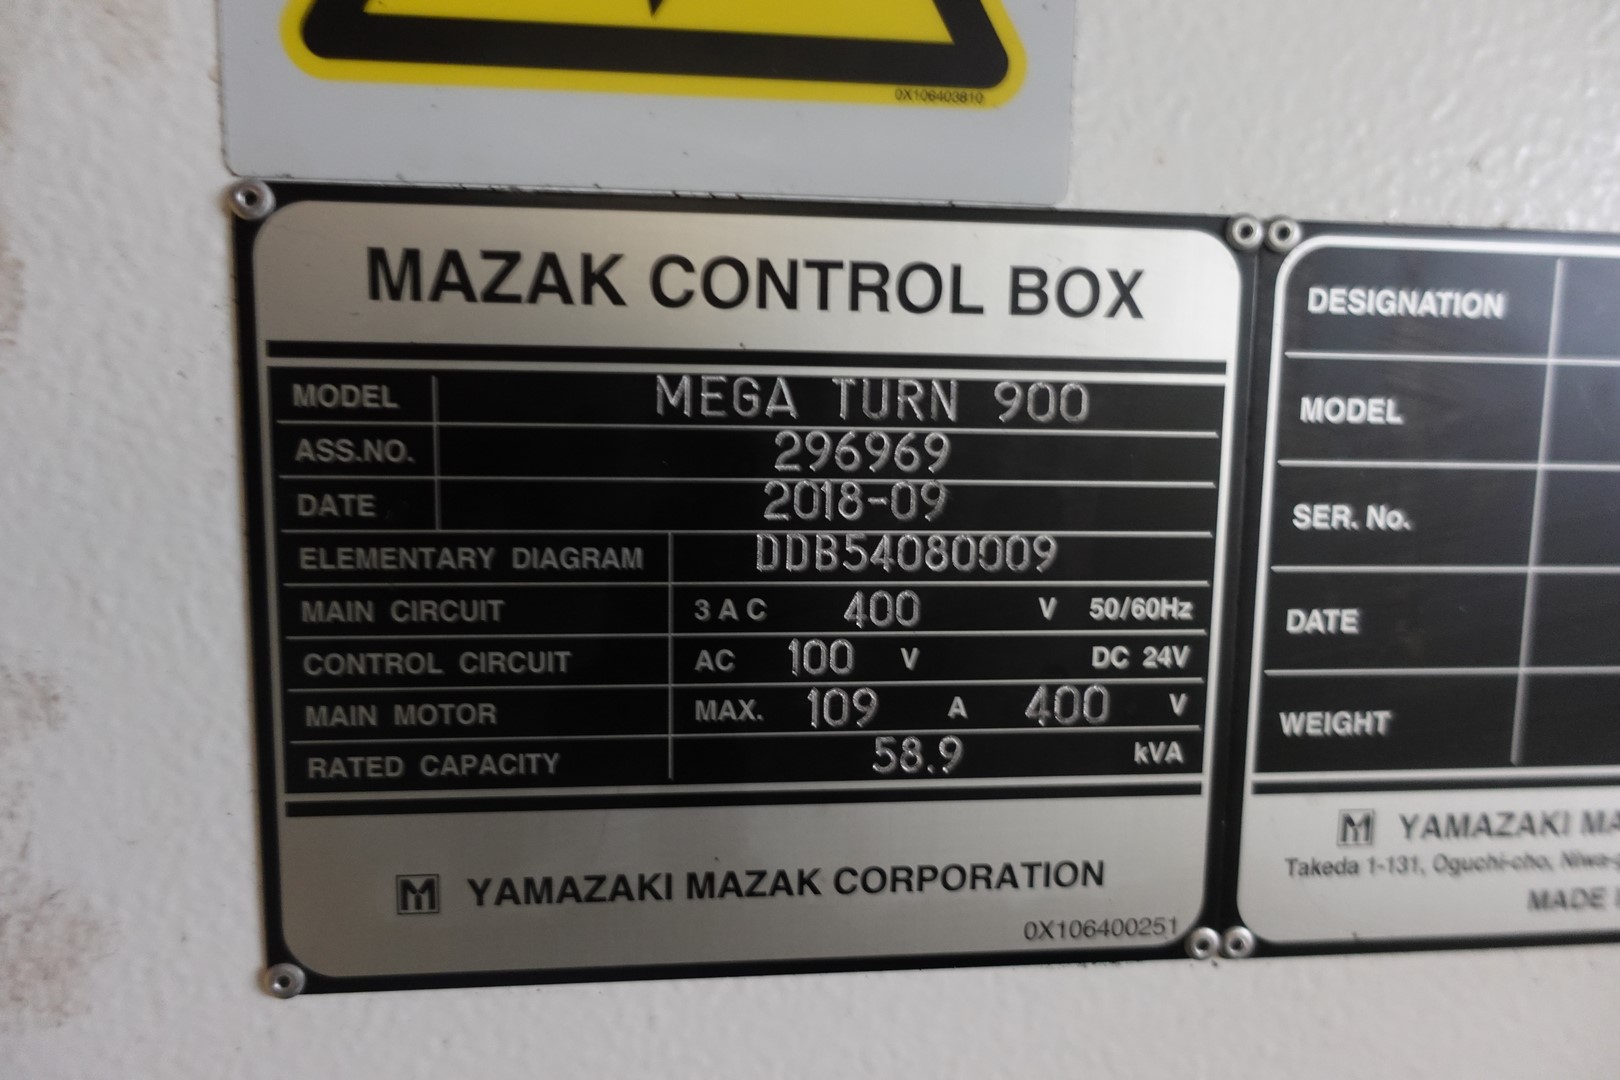 0X106403810
MAZAK CONTROL BOX
MODEL MEGA TURN 900
ASS.NO. 296969
DATE 2018-09
ELEMENTARY DIAGRAM DDB54080009
MAIN CIRCUIT 3 A C 400 V 50/60Hz
CONTROL CIRCUIT AC 100 V DC 24V
MAIN MOTOR MAX. 109 A 400 V
RATED CAPACITY 58.9 kVA
YAMAZAKI MAZAK CORPORATION
0X106400251
DESIGNATION
MODEL
SER. No.
DATE
WEIGHT
YAMAZAKI MA
Takeda 1-131, Oguchi-cho, Niwa-
MADE